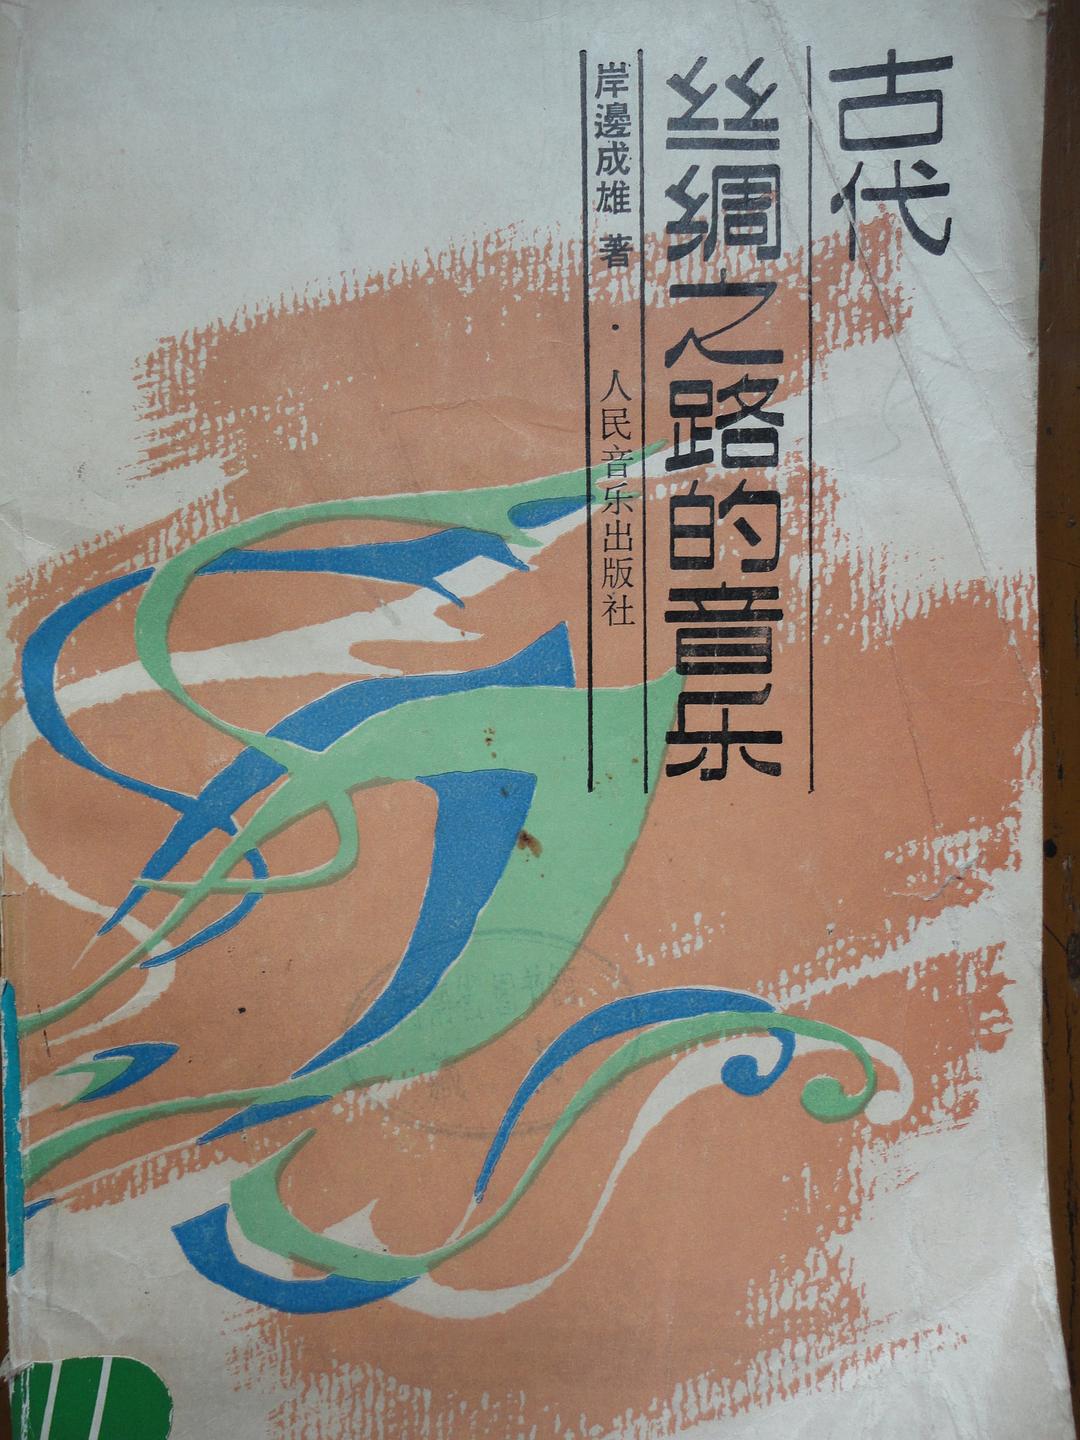 古代
丝绸之路的音乐
岸邊成雄 著 · 人民音乐出版社